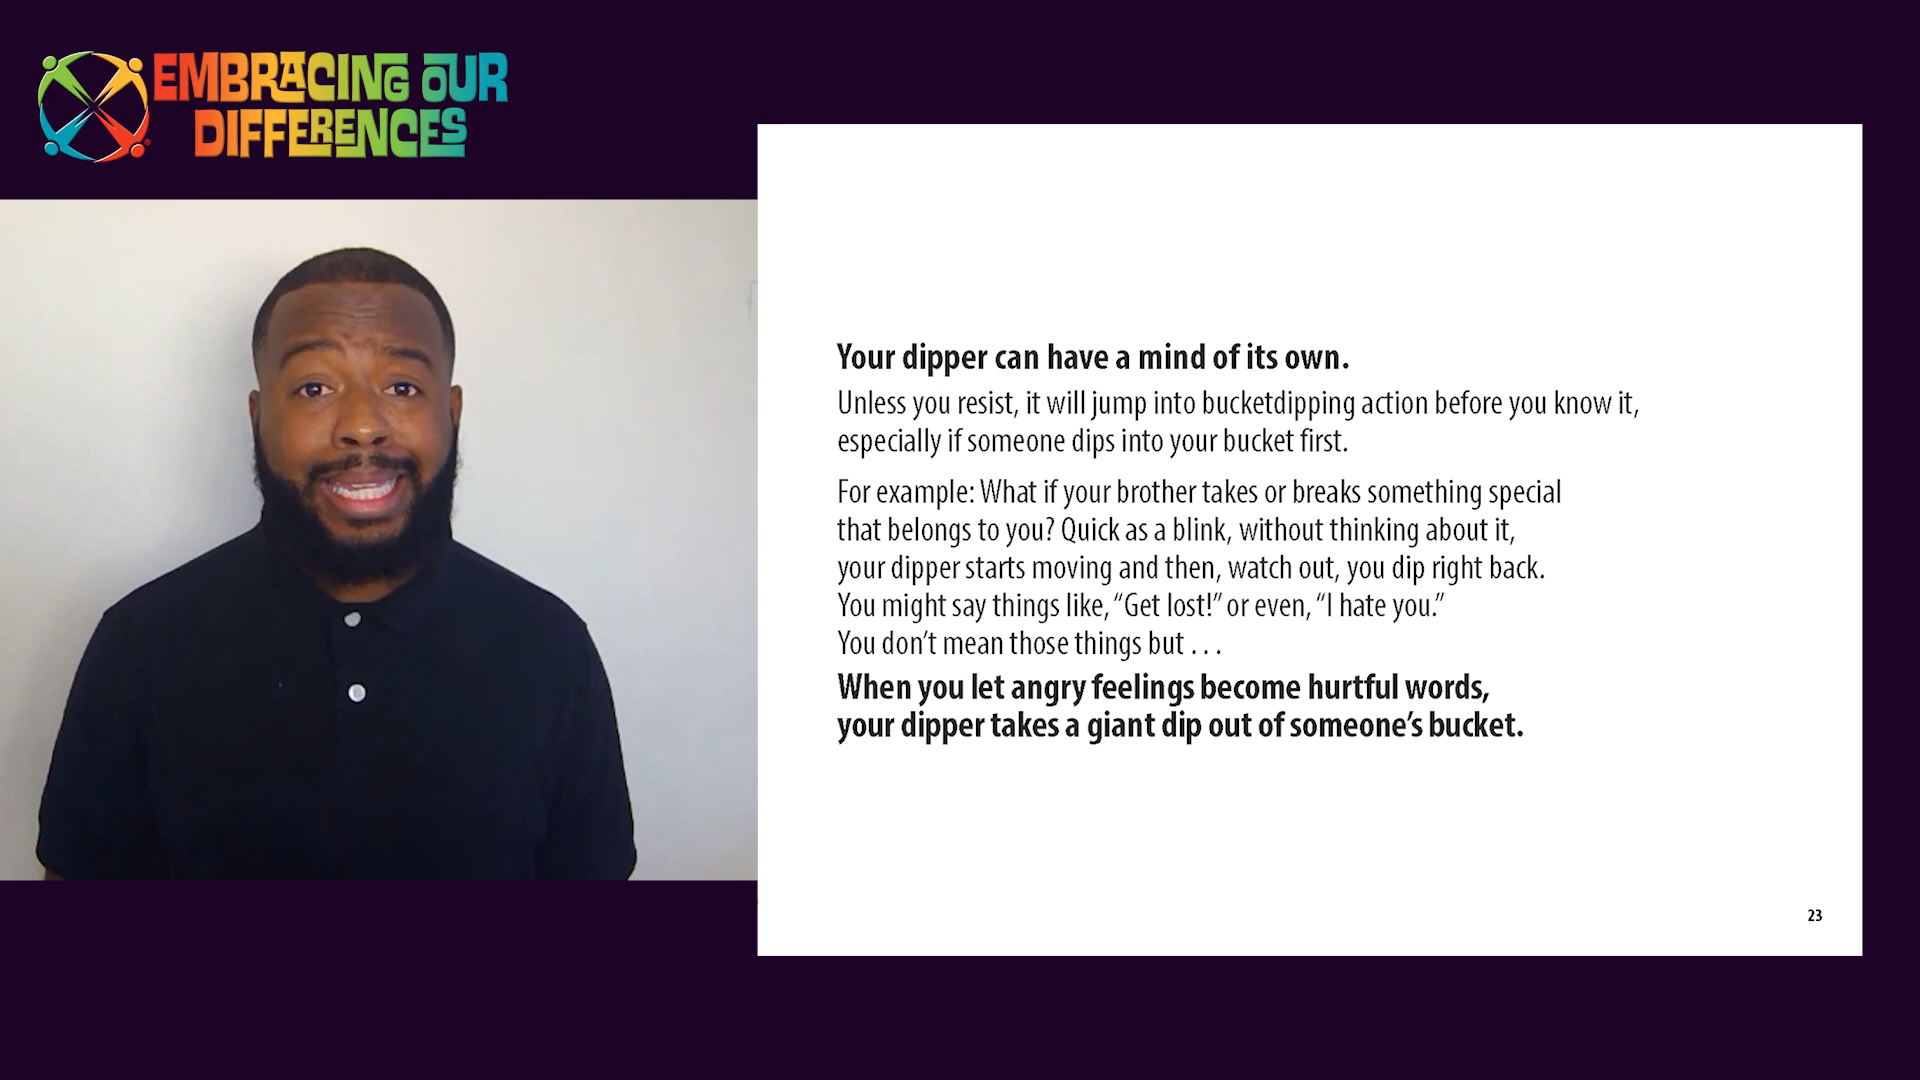 EMBRACING OUR
DIFFERENCES
Your dipper can have a mind of its own.
Unless you resist, it will jump into bucketdipping action before you know it,
especially if someone dips into your bucket first.
For example: What if your brother takes or breaks something special
that belongs to you? Quick as a blink, without thinking about it,
your dipper starts moving and then, watch out, you dip right back.
You might say things like, “Get lost!” or even, “I hate you.”
You don’t mean those things but . . .
When you let angry feelings become hurtful words,
your dipper takes a giant dip out of someone’s bucket.
23